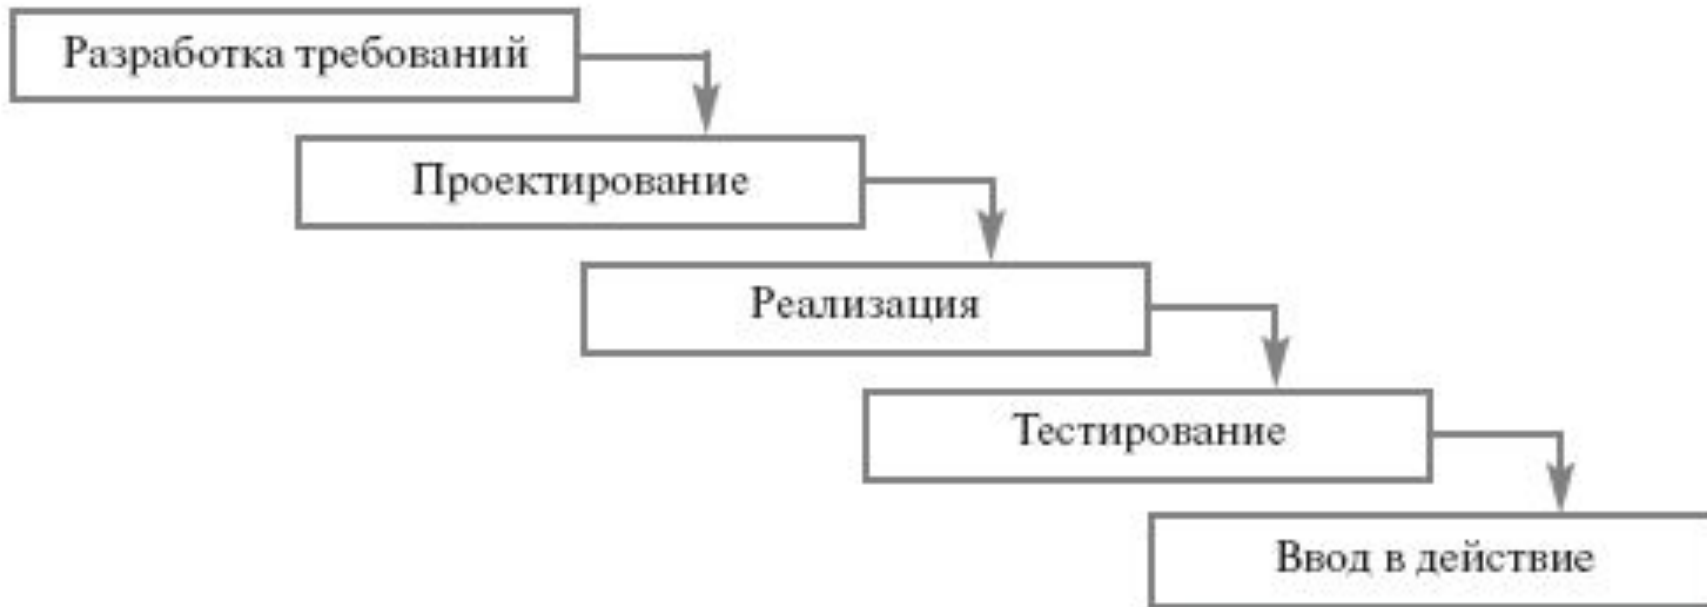 Разработка требований
Проектирование
Реализация
Тестирование
Ввод в действие